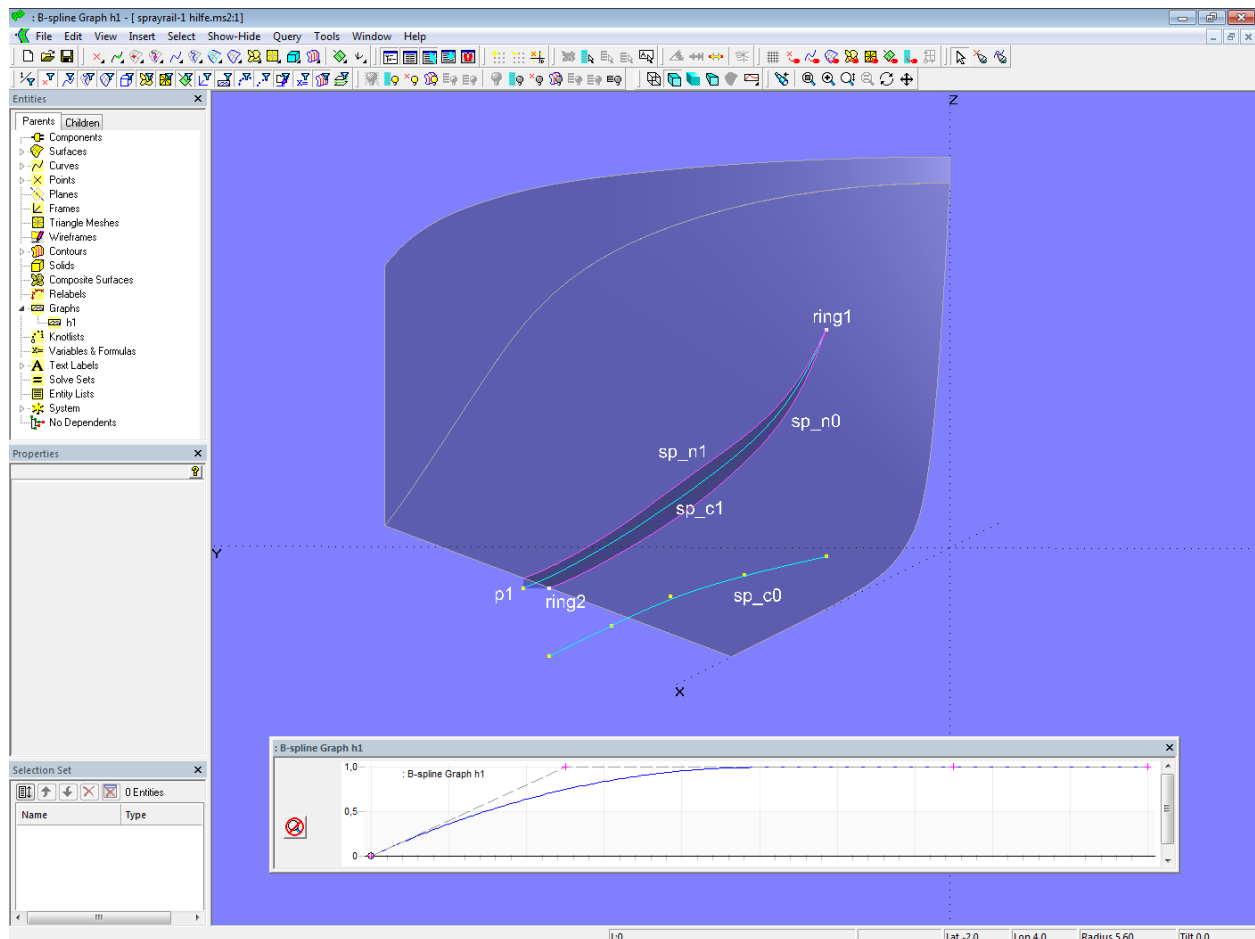 : B-spline Graph h1 - [ sprayrail-1 hilfe.ms2:1]
File Edit View Insert Select Show-Hide Query Tools Window Help
Entities
Parents Children
Components
Surfaces
Curves
Points
Planes
Frames
Triangle Meshes
Wireframes
Contours
Solids
Composite Surfaces
Relabels
Graphs
h1
Knotlists
Variables & Formulas
Text Labels
Solve Sets
Entity Lists
System
No Dependents
Properties
Selection Set
0 Entities
Name Type
Z
ring1
sp_n0
sp_n1
sp_c1
Y
p1
ring2
sp_c0
X
: B-spline Graph h1
1,0
: B-spline Graph h1
0,5
0
L:0 Lat -2.0 Lon 4.0 Radius 5.60 Tilt 0.0